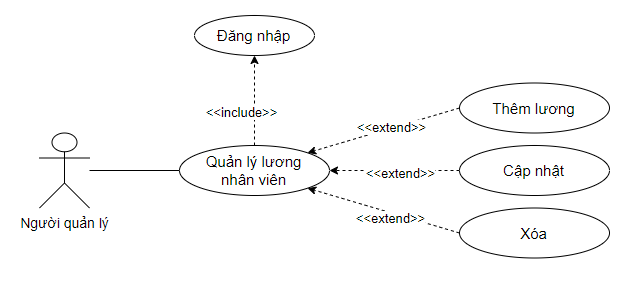 Đăng nhập
<<include>>
Thêm lương
<<extend>>
Quản lý lương
nhân viên
Cập nhật
<<extend>>
Người quản lý
<<extend>>
Xóa